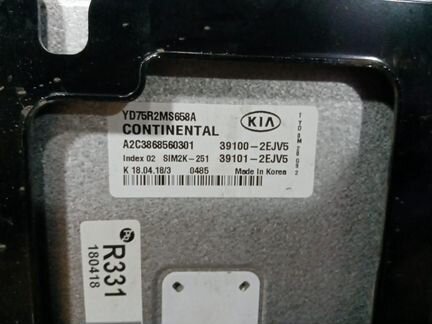 YD75R2MS658A
CONTINENTAL
KIA
A2C3868560301 39100-2EJV5
Index 02 SIM2K-251 39101-2EJV5
K 18.04.18/3 0485 Made In Korea
R331
180418